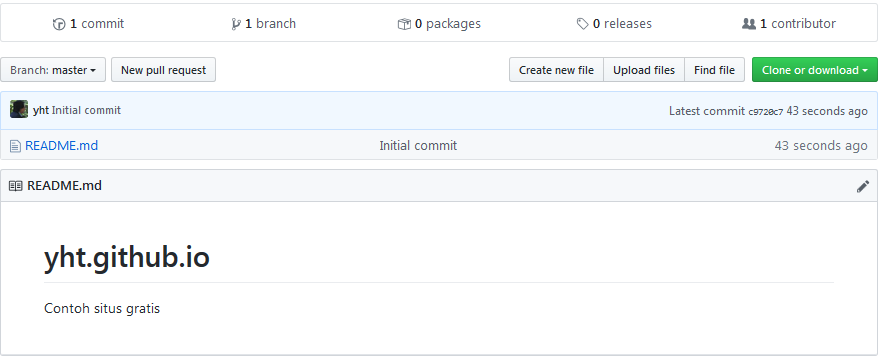 1 commit 1 branch 0 packages 0 releases 1 contributor
Branch: master New pull request Create new file Upload files Find file Clone or download
yht Initial commit Latest commit c9720c7 43 seconds ago
README.md Initial commit 43 seconds ago
README.md
yht.github.io
Contoh situs gratis